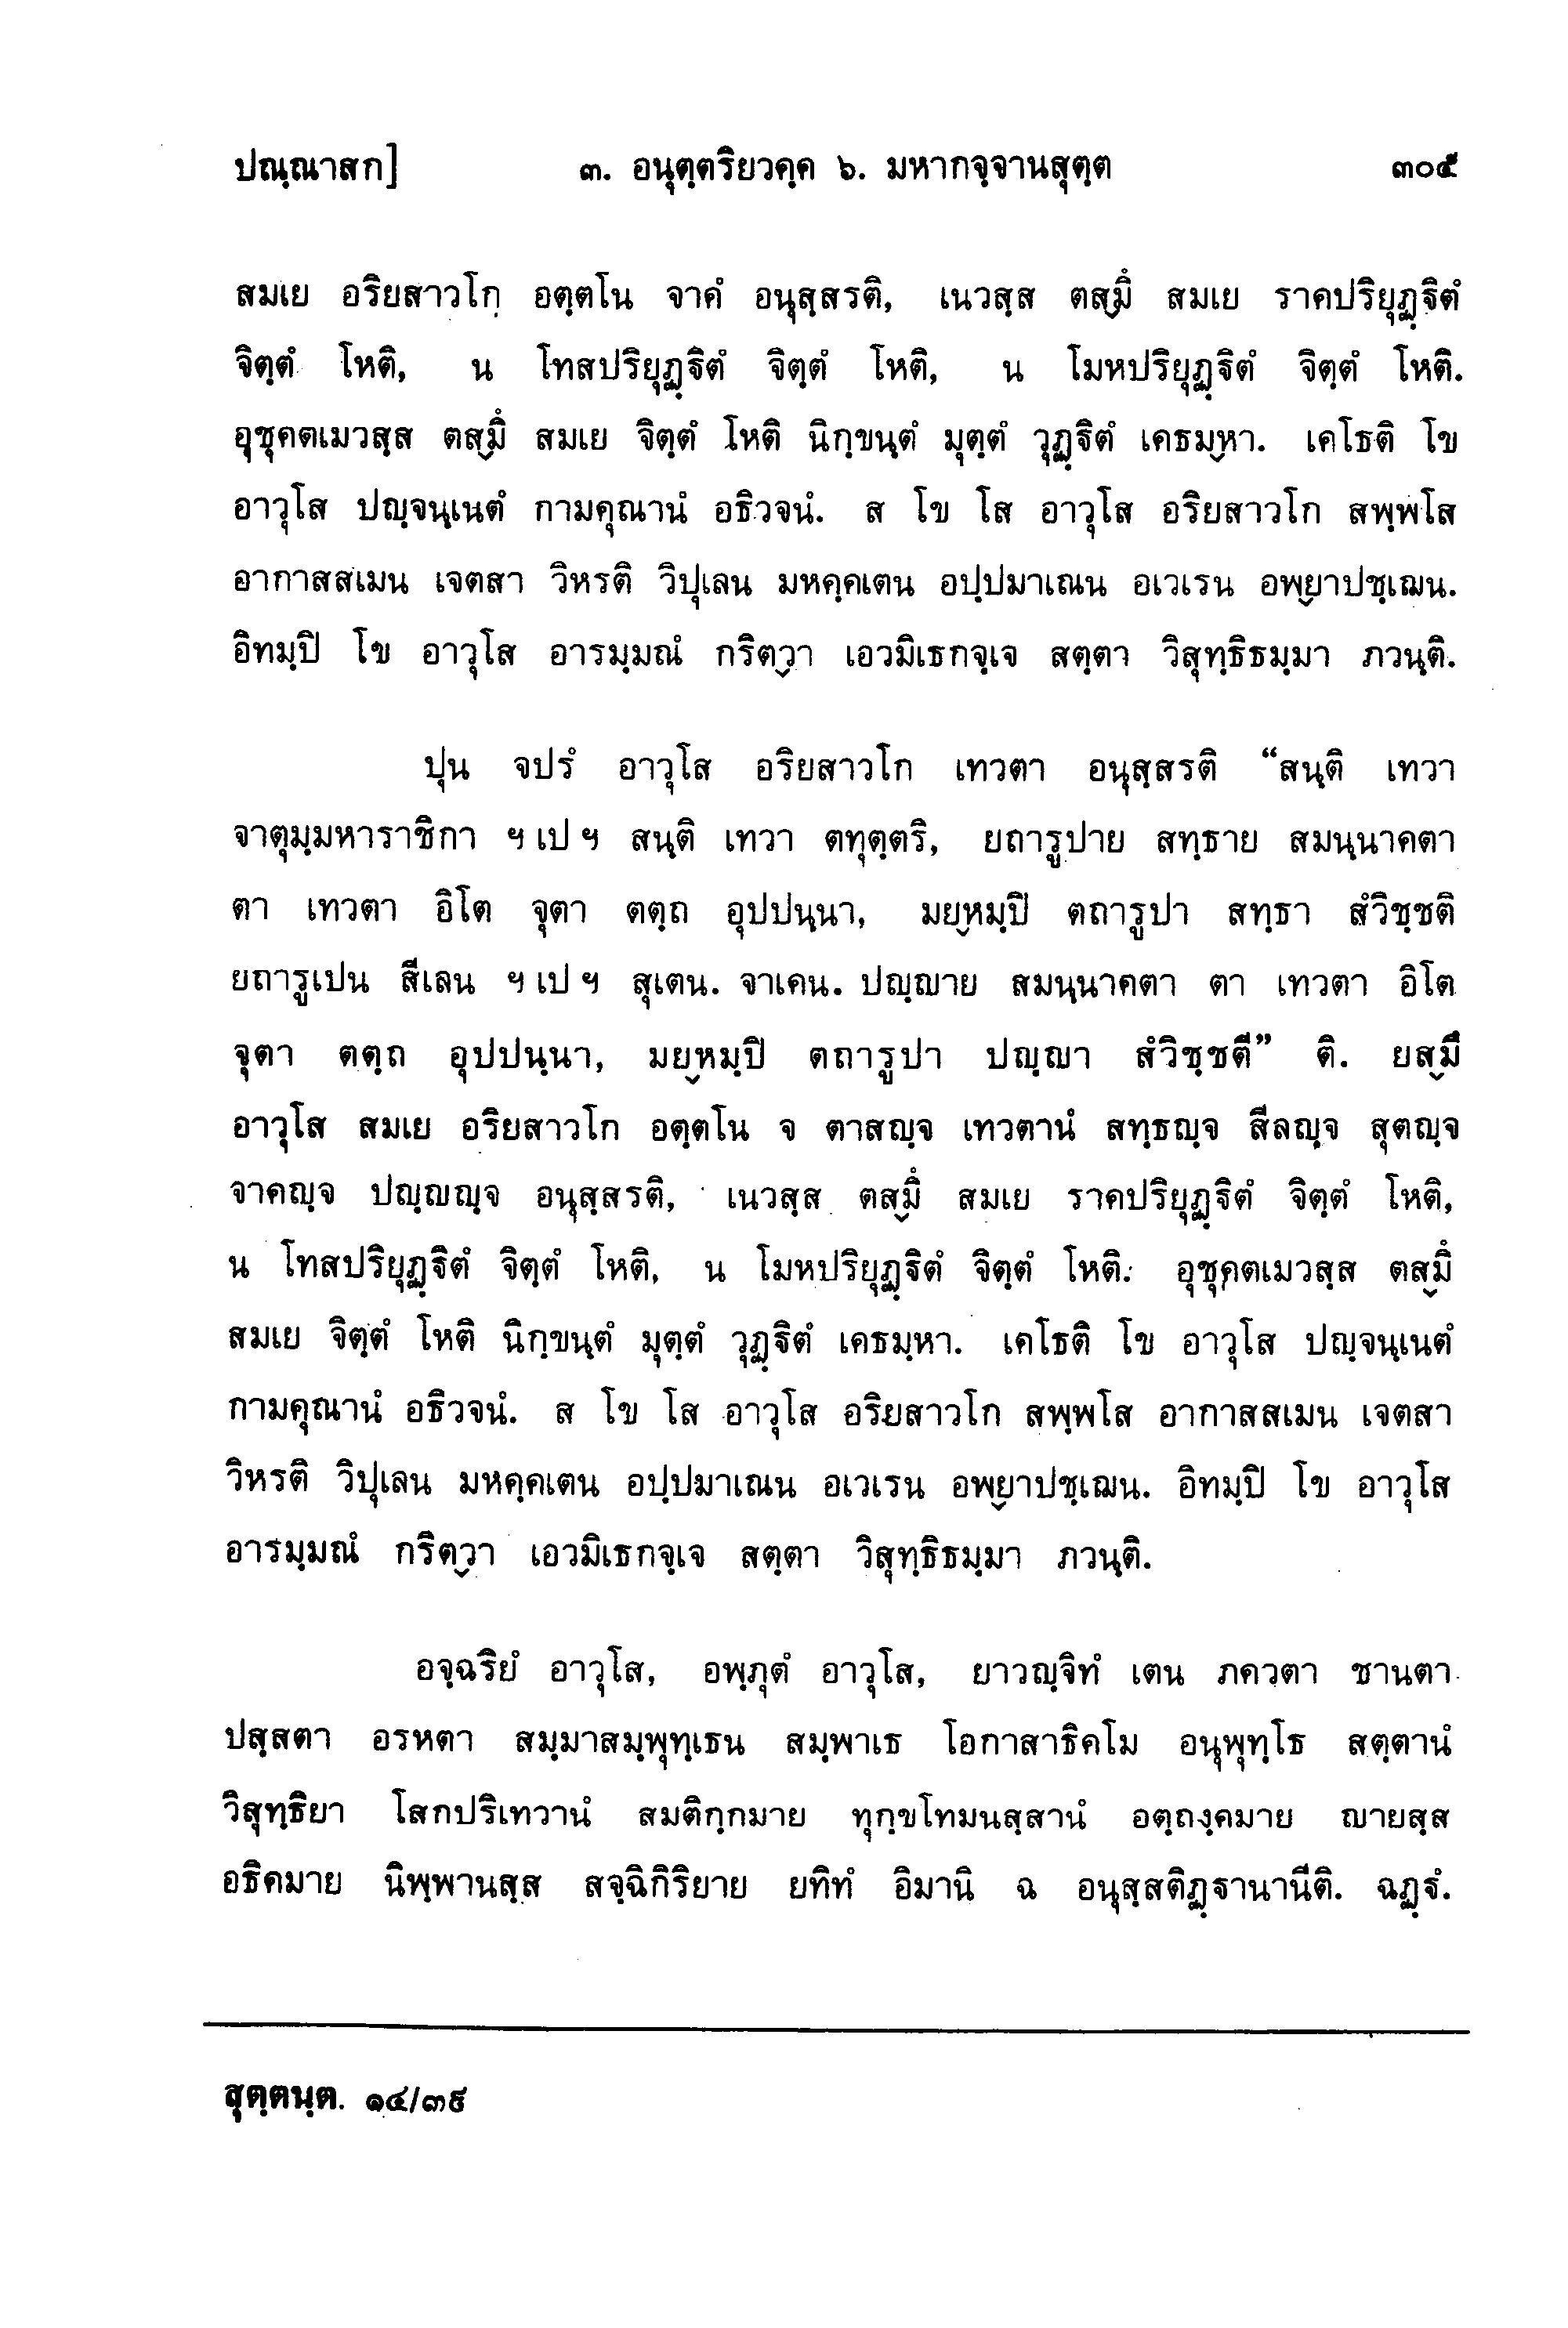 ปณฺณาสก] ๓. อนุตฺตริยวคฺค ๖. มหากจฺจานสุตฺต ๓๐๕
สมเย อริยสาวโก อตฺตโน จาคํ อนุสฺสรติ, เนวสฺส ตสฺมึ สมเย ราคปริยุฏฺฐิตํ
จิตฺตํ โหติ, น โทสปริยุฏฺฐิตํ จิตฺตํ โหติ, น โมหปริยุฏฺฐิตํ จิตฺตํ โหติ.
อุชุคตเมวสฺส ตสฺมึ สมเย จิตฺตํ โหติ นิกฺขนฺตํ มุตฺตํ วุฏฺฐิตํ เคธมฺหา. เคโธติ โข
อาวุโส ปญฺจนฺเนตํ กามคุณานํ อธิวจนํ. ส โข โส อาวุโส อริยสาวโก สพฺพโส
อากาสสเมน เจตสา วิหรติ วิปุเลน มหคฺคเตน อปฺปมาเณน อเวเรน อพฺยาปชฺเฌน.
อิทมฺปิ โข อาวุโส อารมฺมณํ กริตฺวา เอวมิเธกจฺเจ สตฺตา วิสุทฺธิธมฺมา ภวนฺติ.
ปุน จปรํ อาวุโส อริยสาวโก เทวตา อนุสฺสรติ “สนฺติ เทวา
จาตุมฺมหาราชิกา ฯ เป ฯ สนฺติ เทวา ตทุตฺตริ, ยถารูปาย สทฺธาย สมนฺนาคตา
ตา เทวตา อิโต จุตา ตตฺถ อุปปนฺนา, มยฺหมฺปิ ตถารูปา สทฺธา สํวิชฺชติ
ยถารูเปน สีเลน ฯ เป ฯ สุเตน. จาเคน. ปญฺญาย สมนฺนาคตา ตา เทวตา อิโต
จุตา ตตฺถ อุปปนฺนา, มยฺหมฺปิ ตถารูปา ปญฺญา สํวิชฺชตี” ติ. ยสฺมึ
อาวุโส สมเย อริยสาวโก อตฺตโน จ ตาสญฺจ เทวตานํ สทฺธญฺจ สีลญฺจ สุตญฺจ
จาคญฺจ ปญฺญญฺจ อนุสฺสรติ, เนวสฺส ตสฺมึ สมเย ราคปริยุฏฺฐิตํ จิตฺตํ โหติ,
น โทสปริยุฏฺฐิตํ จิตฺตํ โหติ, น โมหปริยุฏฺฐิตํ จิตฺตํ โหติ. อุชุคตเมวสฺส ตสฺมึ
สมเย จิตฺตํ โหติ นิกฺขนฺตํ มุตฺตํ วุฏฺฐิตํ เคธมฺหา. เคโธติ โข อาวุโส ปญฺจนฺเนตํ
กามคุณานํ อธิวจนํ. ส โข โส อาวุโส อริยสาวโก สพฺพโส อากาสสเมน เจตสา
วิหรติ วิปุเลน มหคฺคเตน อปฺปมาเณน อเวเรน อพฺยาปชฺเฌน. อิทมฺปิ โข อาวุโส
อารมฺมณํ กริตฺวา เอวมิเธกจฺเจ สตฺตา วิสุทฺธิธมฺมา ภวนฺติ.
อจฺฉริยํ อาวุโส, อพฺภุตํ อาวุโส, ยาวญฺจิทํ เตน ภควตา ชานตา
ปสฺสตา อรหตา สมฺมาสมฺพุทฺเธน สมฺพาเธ โอกาสาธิคโม อนุพุทฺโธ สตฺตานํ
วิสุทฺธิยา โสกปริเทวานํ สมติกฺกมาย ทุกฺขโทมนสฺสานํ อตฺถงฺคมาย ญายสฺส
อธิคมาย นิพฺพานสฺส สจฺฉิกิริยาย ยทิทํ อิมานิ ฉ อนุสฺสติฏฺฐานานีติ. ฉฏฺฐํ.
สุตฺตนฺต. ๑๔/๓๙